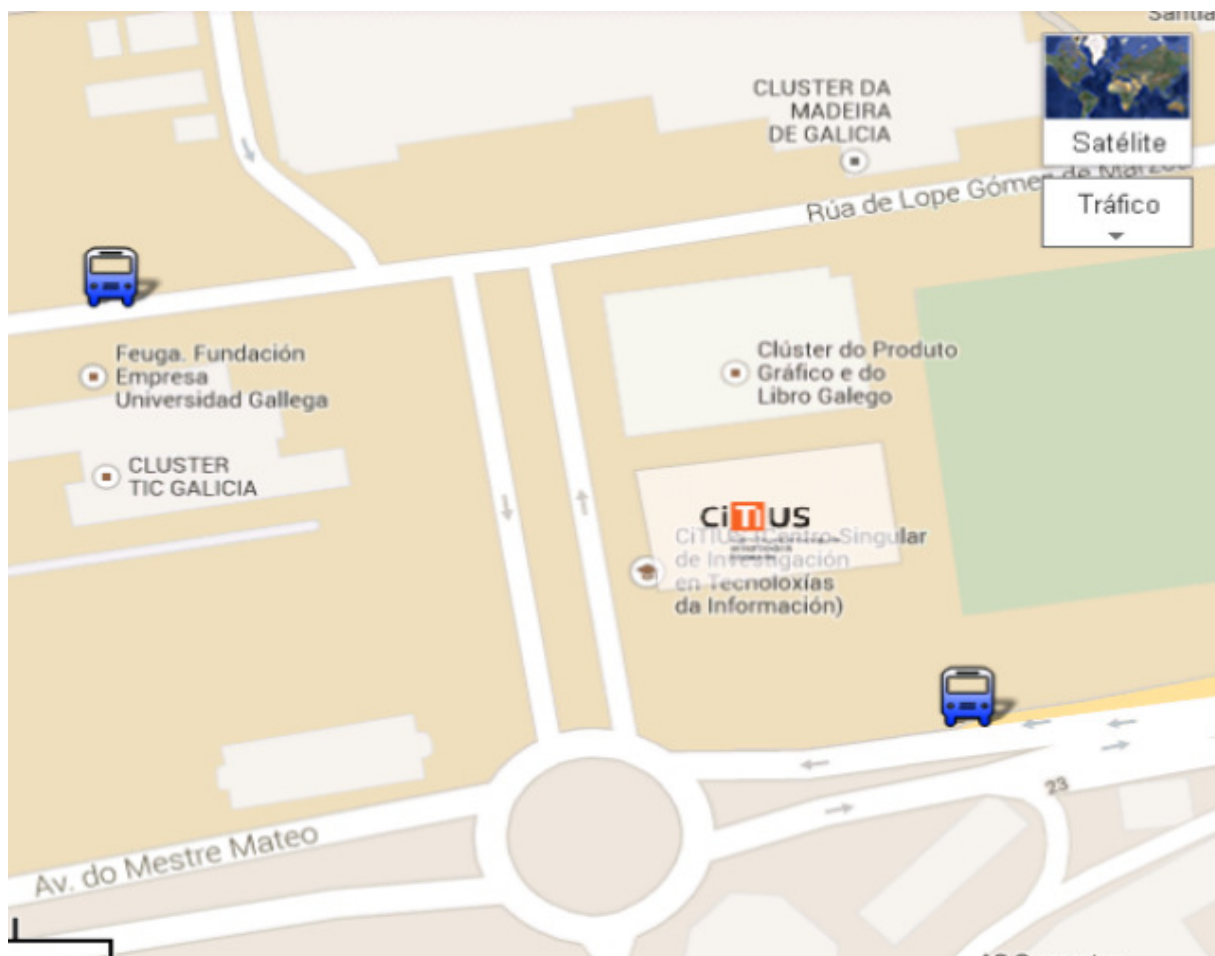 CLUSTER DA
MADEIRA
DE GALICIA
Satélite
Tráfico
Rúa de Lope Gómez de Marzoa
Feuga. Fundación
Empresa
Universidad Gallega
Clúster do Produto
Gráfico e do
Libro Galego
CLUSTER
TIC GALICIA
CiTIUS
CiTIUS (Centro Singular
de Investigación
en Tecnoloxías
da Información)
23
Av. do Mestre Mateo